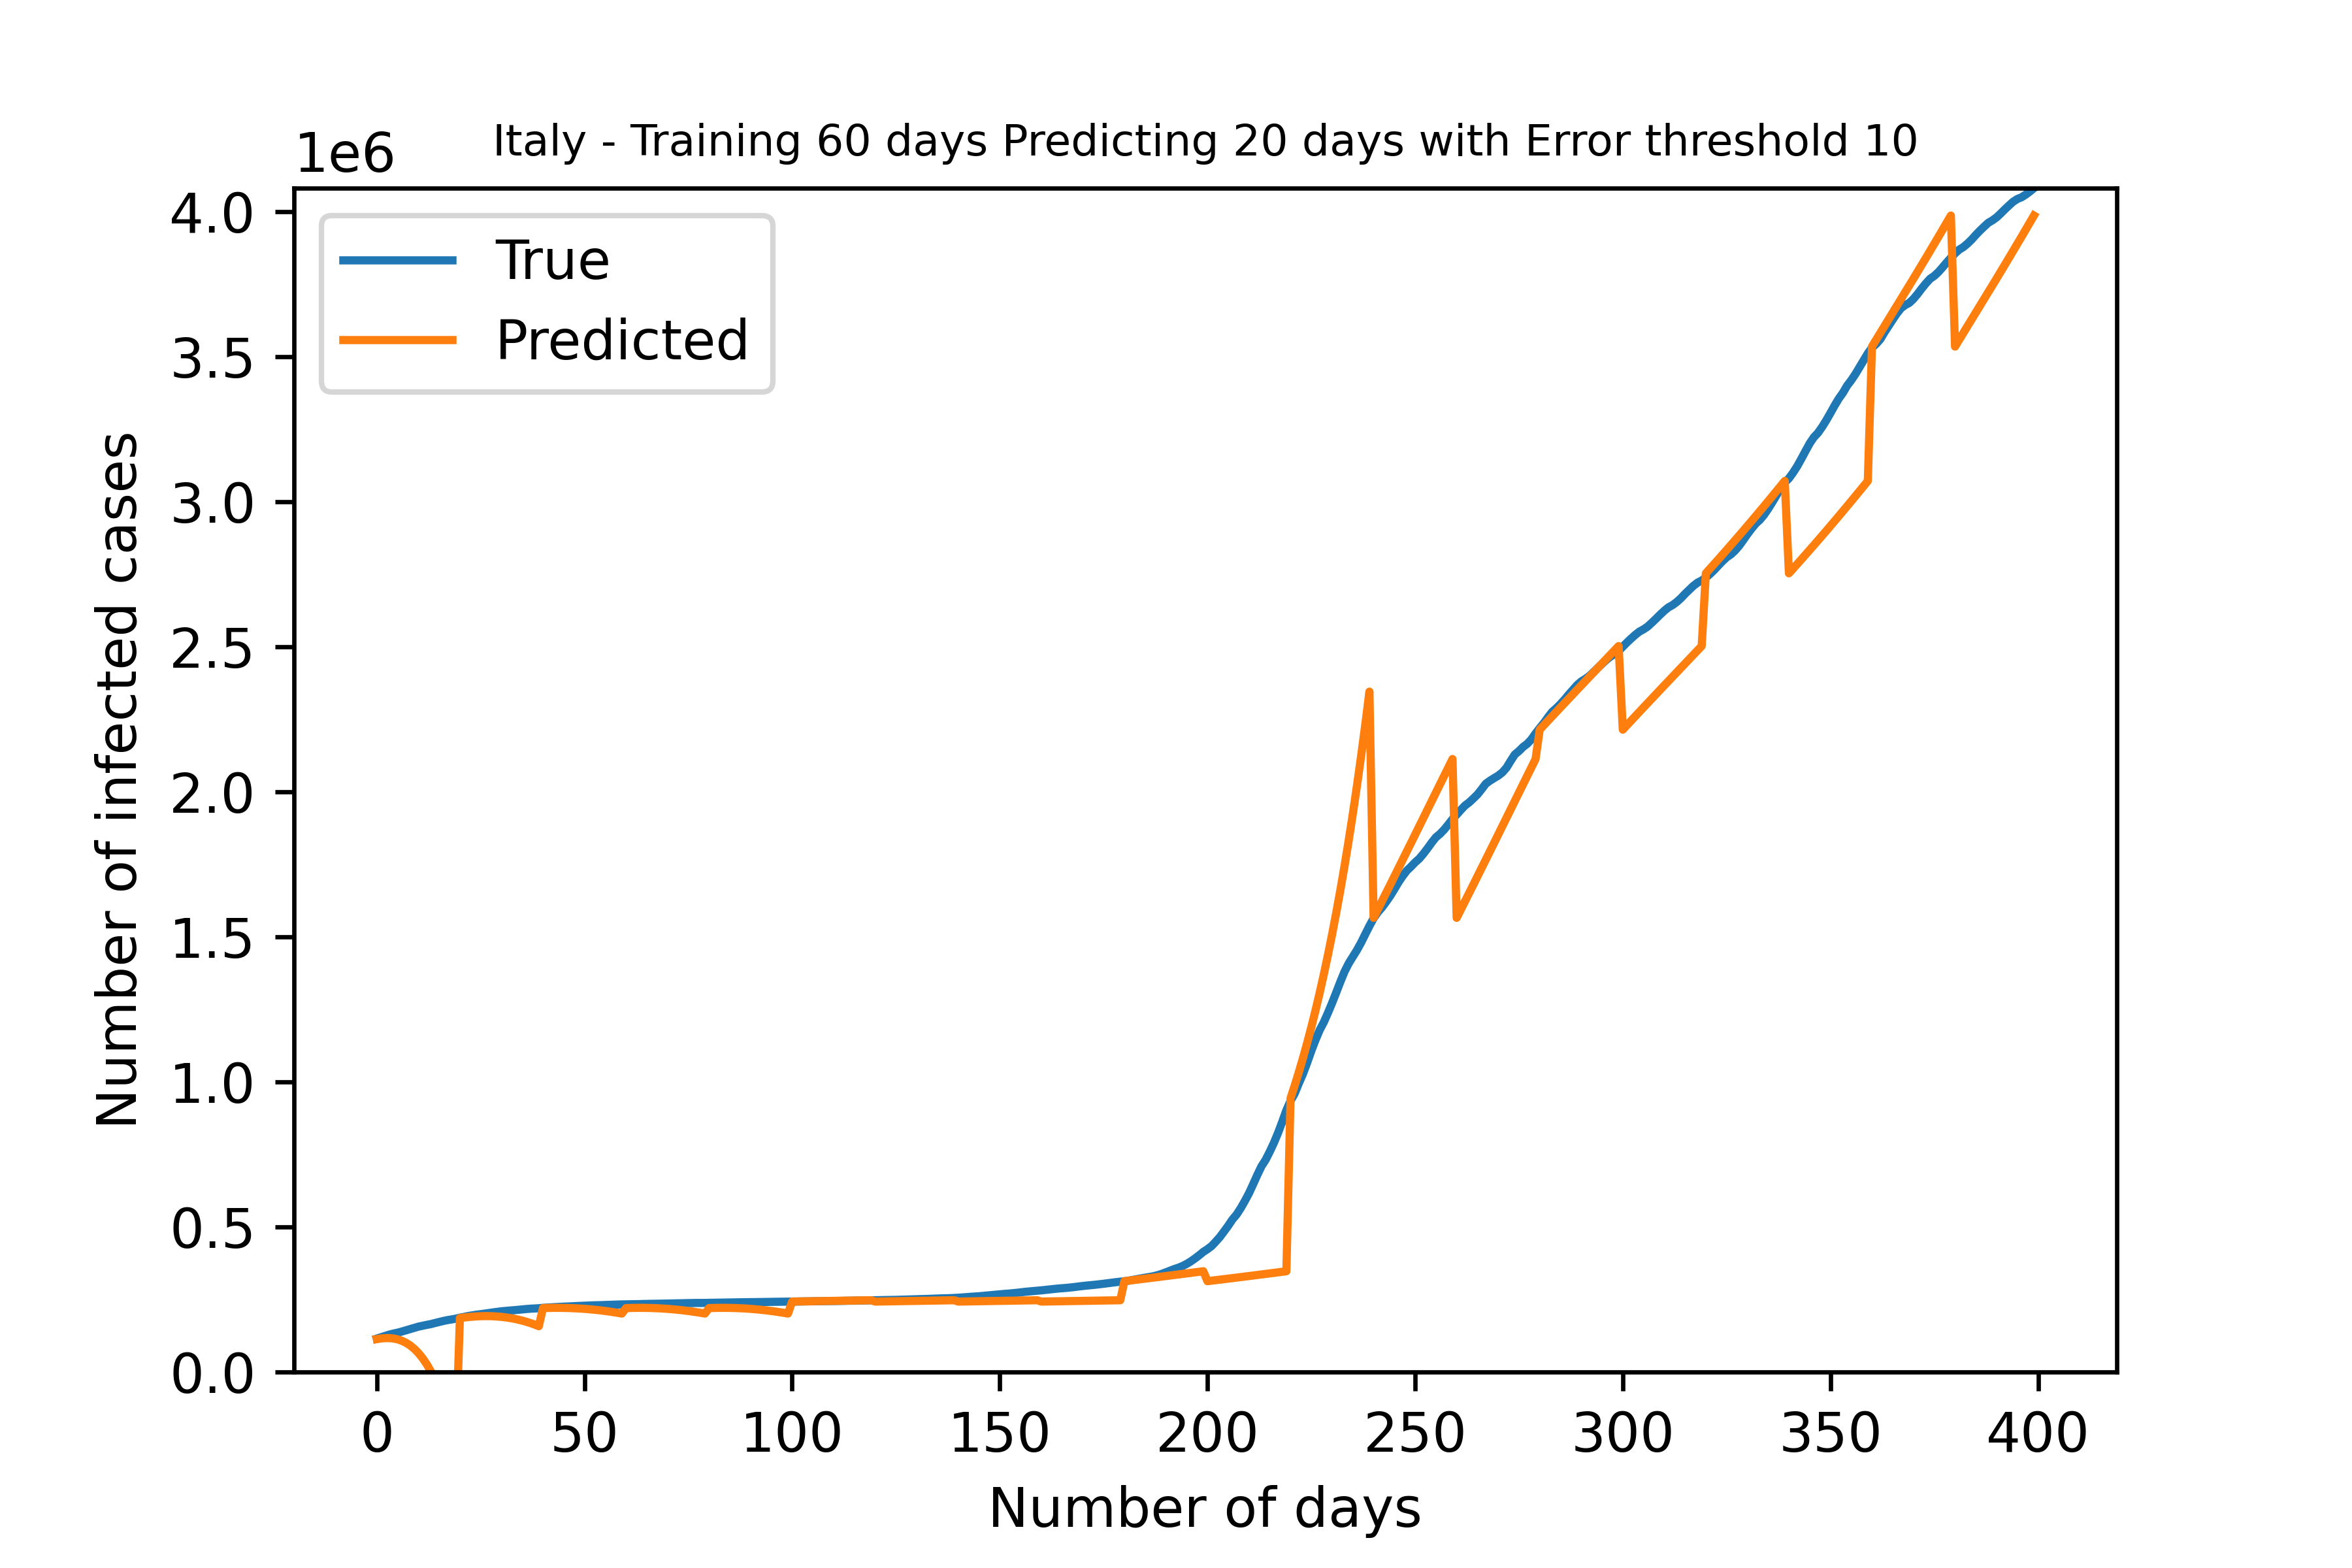 Italy - Training 60 days Predicting 20 days with Error threshold 10
1e6
True
Predicted
4.0
3.5
3.0
2.5
2.0
1.5
1.0
0.5
0.0
Number of infected cases
0 50 100 150 200 250 300 350 400
Number of days